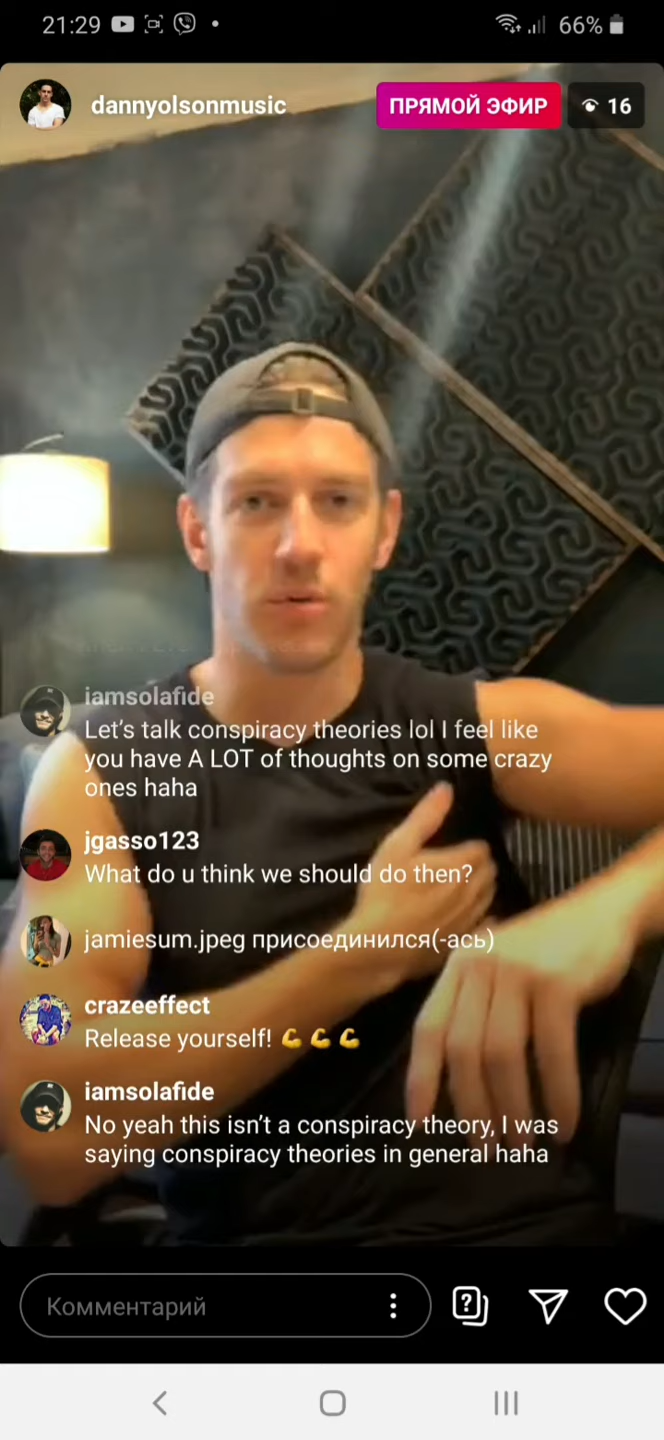 21:29
66%
dannyolsonmusic
ПРЯМОЙ ЭФИР
16
iamsolafide
Let’s talk conspiracy theories lol I feel like
you have A LOT of thoughts on some crazy
ones haha
jgasso123
What do u think we should do then?
jamiesum.jpeg присоединился(-ась)
crazeeffect
Release yourself! 💪💪💪
iamsolafide
No yeah this isn’t a conspiracy theory, I was
saying conspiracy theories in general haha
Комментарий